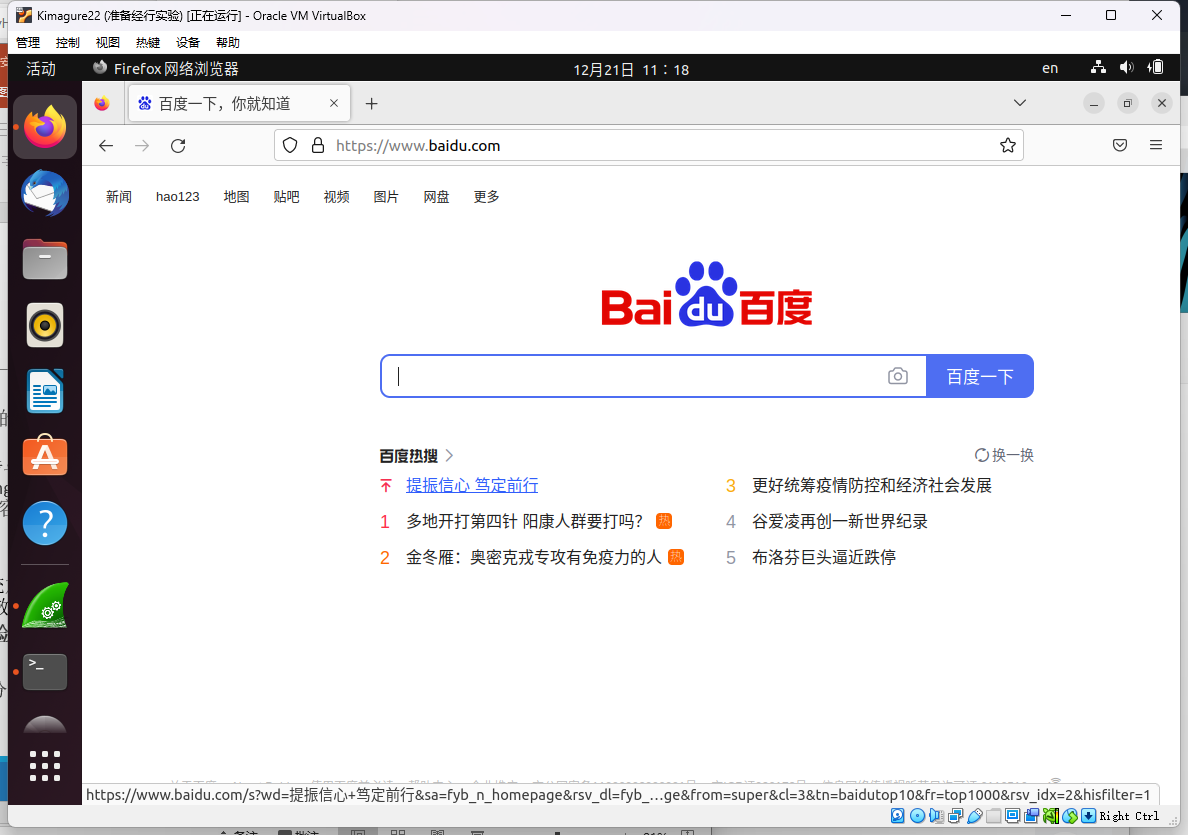 Kimagure22 (准备经行实验) [正在运行] - Oracle VM VirtualBox
管理 控制 视图 热键 设备 帮助
活动 Firefox 网络浏览器 12月21日 11：18 en
百度一下，你就知道
https://www.baidu.com
新闻 hao123 地图 贴吧 视频 图片 网盘 更多
Bai du 百度
百度一下
百度热搜 换一换
提振信心 笃定前行 3 更好统筹疫情防控和经济社会发展
1 多地开打第四针 阳康人群要打吗? 热 4 谷爱凌再创一新世界纪录
2 金冬雁：奥密克戎专攻有免疫力的人 热 5 布洛芬巨头逼近跌停
https://www.baidu.com/s?wd=提振信心+笃定前行&sa=fyb_n_homepage&rsv_dl=fyb_…ge&from=super&cl=3&tn=baidutop10&fr=top1000&rsv_idx=2&hisfilter=1
Right Ctrl